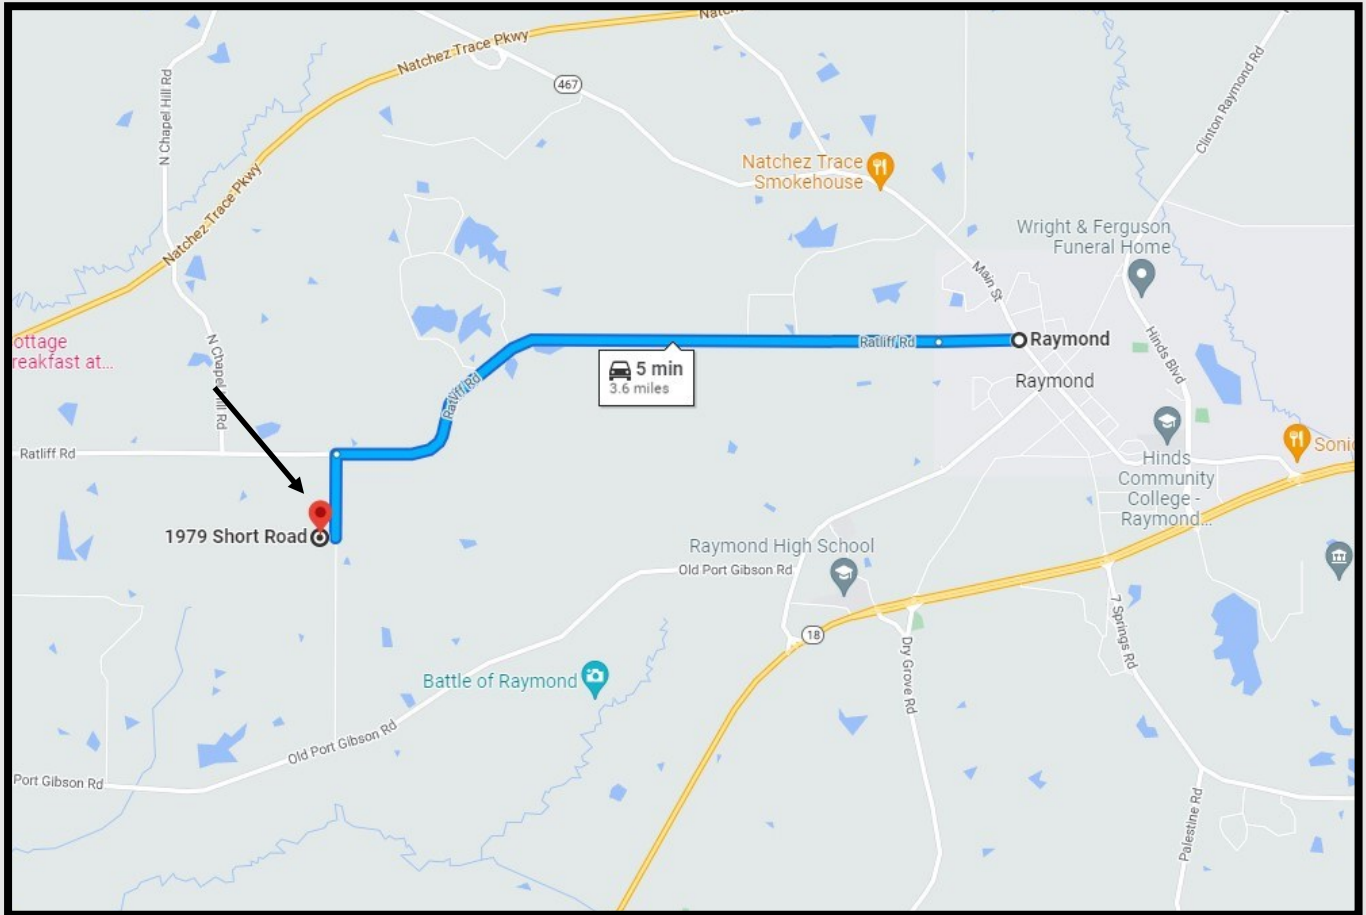 Natchez Trace Pkwy
Natc
467
N Chapel Hill Rd
Clinton Raymond Rd
Natchez Trace
Smokehouse
Natchez Trace Pkwy
Wright & Ferguson
Funeral Home
Main St
ottage
reakfast at...
N Chapel Hill Rd
Ratliff Rd
Raymond
Hinds Blvd
5 min
3.6 miles
Raymond
Ratliff Rd
Ratliff Rd
Hinds
Community
College -
Raymond...
Sonic
1979 Short Road
Raymond High School
Old Port Gibson Rd
18
7 Springs Rd
Dry Grove Rd
Battle of Raymond
Old Port Gibson Rd
Port Gibson Rd
Palestine Rd